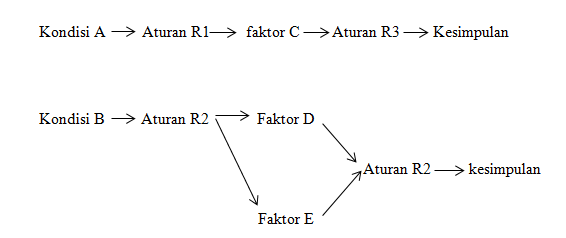 Kondisi A Aturan R1 faktor C Aturan R3 Kesimpulan
Kondisi B Aturan R2 Faktor D
Aturan R2 kesimpulan
Faktor E